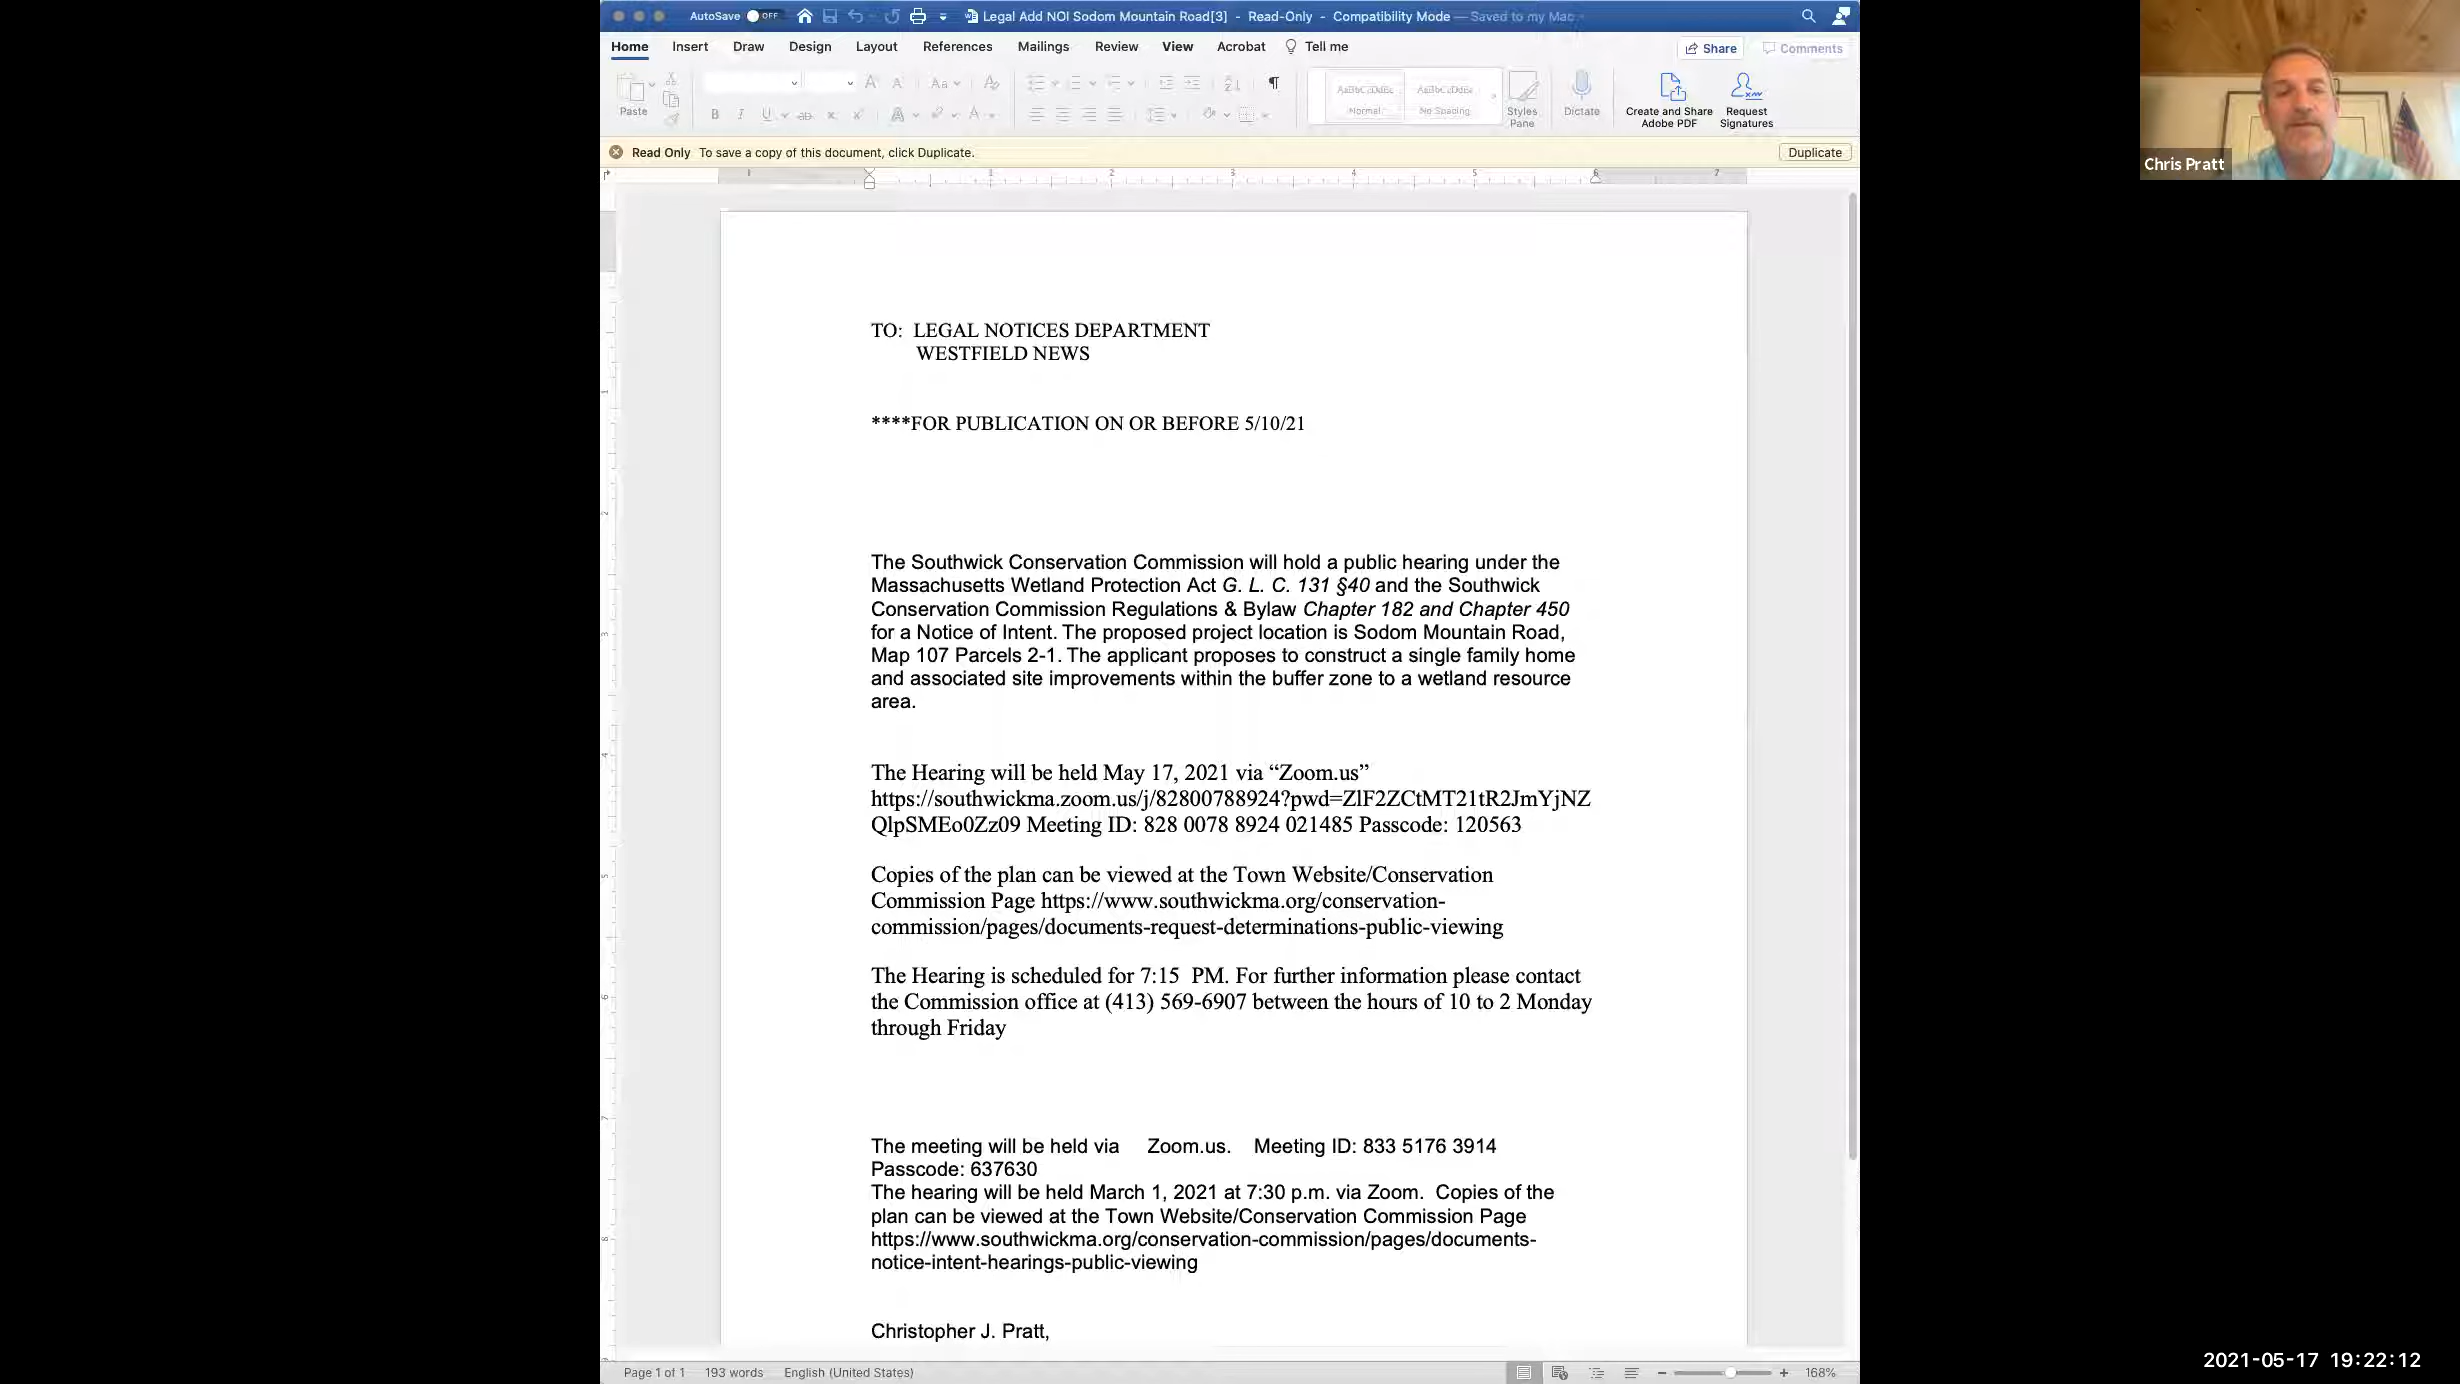 AutoSave OFF Legal Add NOI Sodom Mountain Road[3] - Read-Only - Compatibility Mode — Saved to my Mac
Home Insert Draw Design Layout References Mailings Review View Acrobat Tell me Share Comments
Paste Aa AaBbCcDdEe AaBbCcDdEe
Normal No Spacing Styles Pane Dictate Create and Share Adobe PDF Request Signatures
Read Only To save a copy of this document, click Duplicate. Duplicate
1 2 3 4 5 6 7
TO: LEGAL NOTICES DEPARTMENT
WESTFIELD NEWS
****FOR PUBLICATION ON OR BEFORE 5/10/21
The Southwick Conservation Commission will hold a public hearing under the
Massachusetts Wetland Protection Act G. L. C. 131 §40 and the Southwick
Conservation Commission Regulations & Bylaw Chapter 182 and Chapter 450
for a Notice of Intent. The proposed project location is Sodom Mountain Road,
Map 107 Parcels 2-1. The applicant proposes to construct a single family home
and associated site improvements within the buffer zone to a wetland resource
area.
The Hearing will be held May 17, 2021 via “Zoom.us”
https://southwickma.zoom.us/j/82800788924?pwd=ZlF2ZCtMT21tR2JmYjNZ
QlpSMEo0Zz09 Meeting ID: 828 0078 8924 021485 Passcode: 120563
Copies of the plan can be viewed at the Town Website/Conservation
Commission Page https://www.southwickma.org/conservation-
commission/pages/documents-request-determinations-public-viewing
The Hearing is scheduled for 7:15 PM. For further information please contact
the Commission office at (413) 569-6907 between the hours of 10 to 2 Monday
through Friday
The meeting will be held via Zoom.us. Meeting ID: 833 5176 3914
Passcode: 637630
The hearing will be held March 1, 2021 at 7:30 p.m. via Zoom. Copies of the
plan can be viewed at the Town Website/Conservation Commission Page
https://www.southwickma.org/conservation-commission/pages/documents-
notice-intent-hearings-public-viewing
Christopher J. Pratt,
Page 1 of 1 193 words English (United States) 168%
Chris Pratt
2021-05-17 19:22:12